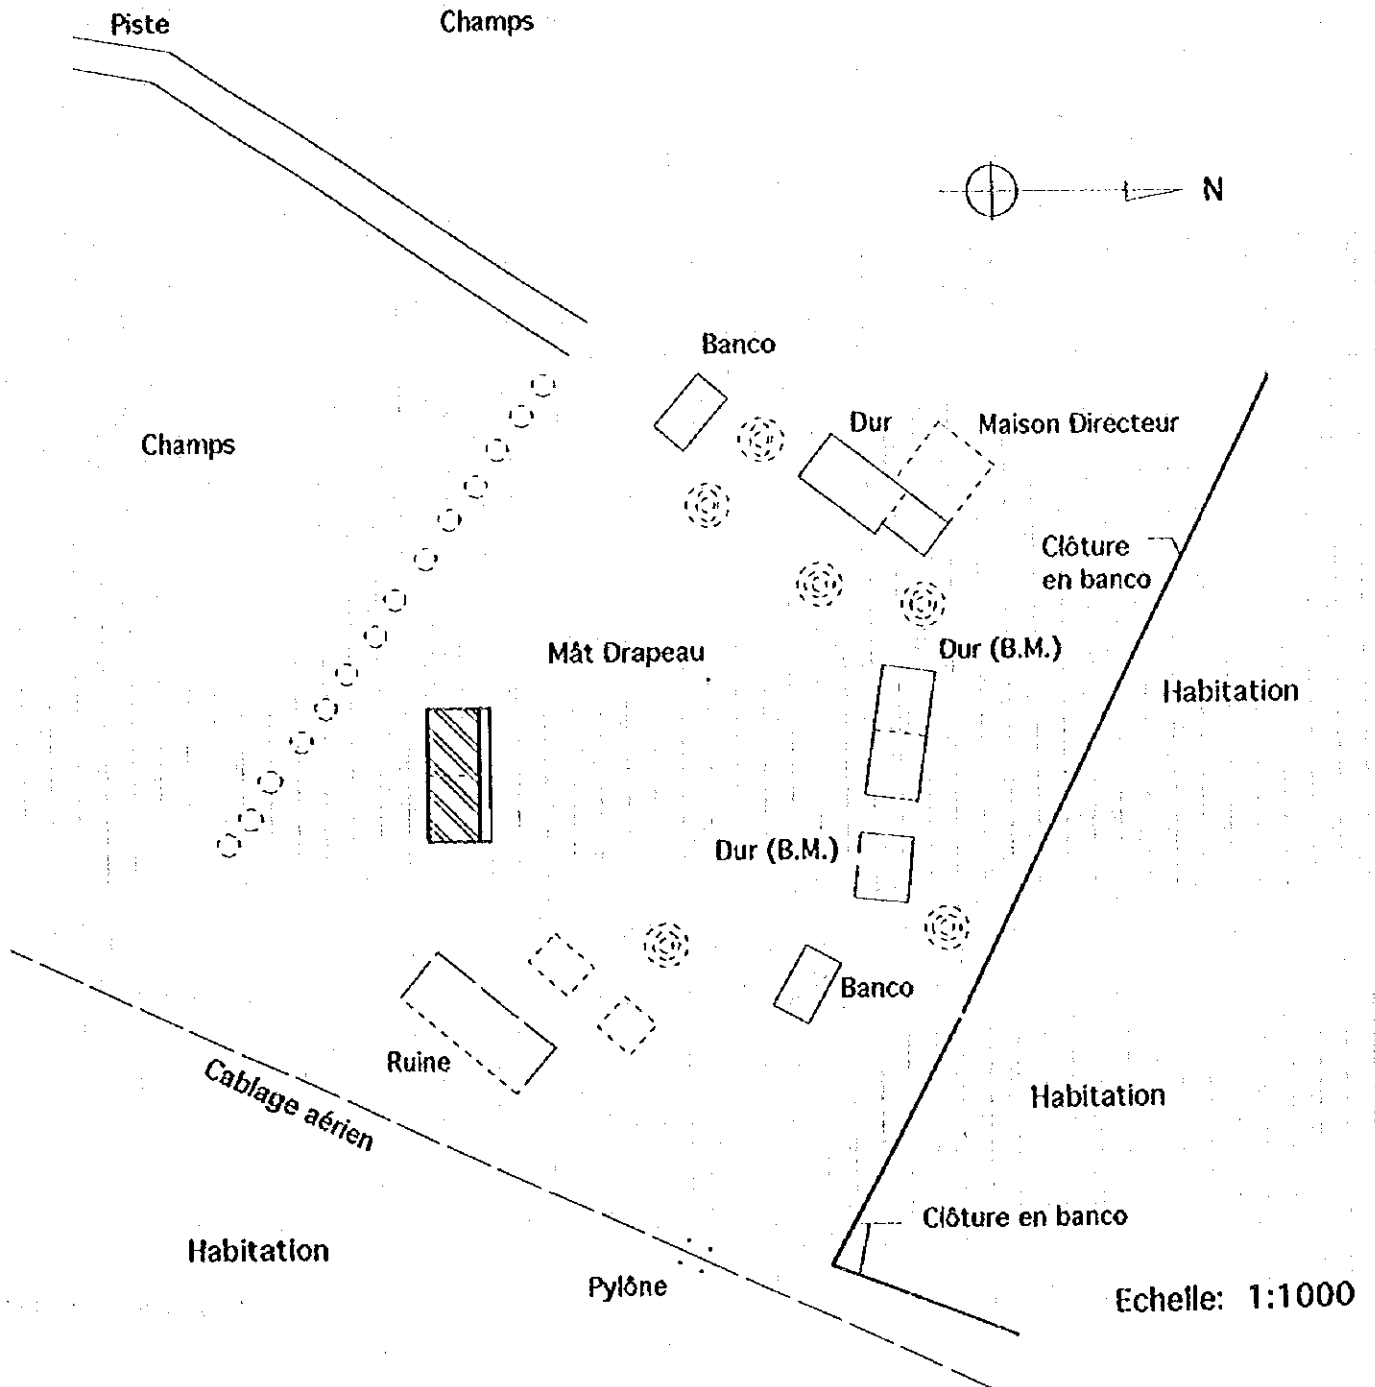 Piste
Champs
N
Banco
Dur
Maison Directeur
Champs
Clôture
en banco
Mât Drapeau
Dur (B.M.)
Habitation
Dur (B.M.)
Banco
Ruine
Cablage aérien
Habitation
Clôture en banco
Habitation
Pylône
Echelle: 1:1000